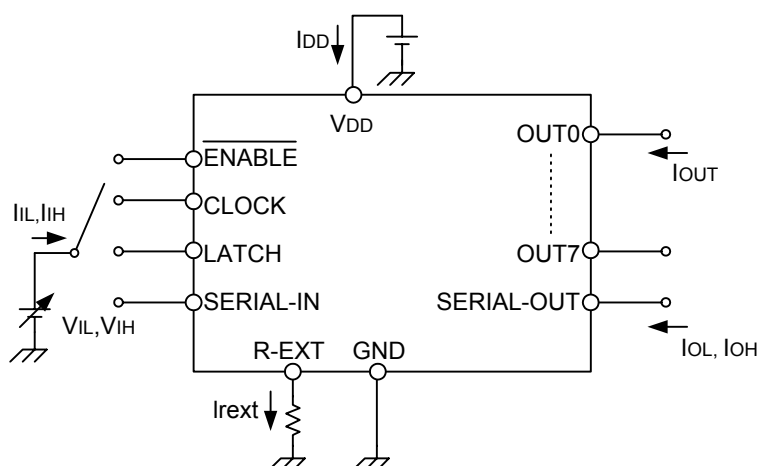 IDD
VDD
ENABLE
CLOCK
LATCH
SERIAL-IN
IIL,IIH
VIL,VIH
R-EXT
GND
Irext
OUT0
IOUT
OUT7
SERIAL-OUT
IOL, IOH